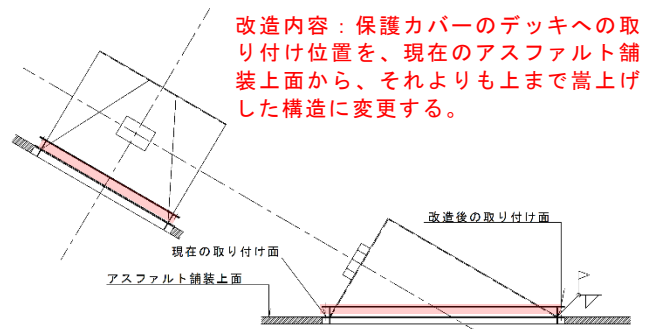 改造内容：保護カバーのデッキへの取
り付け位置を、現在のアスファルト舗
装上面から、それよりも上まで嵩上げ
した構造に変更する。
改造後の取り付け面
現在の取り付け面
アスファルト舗装上面